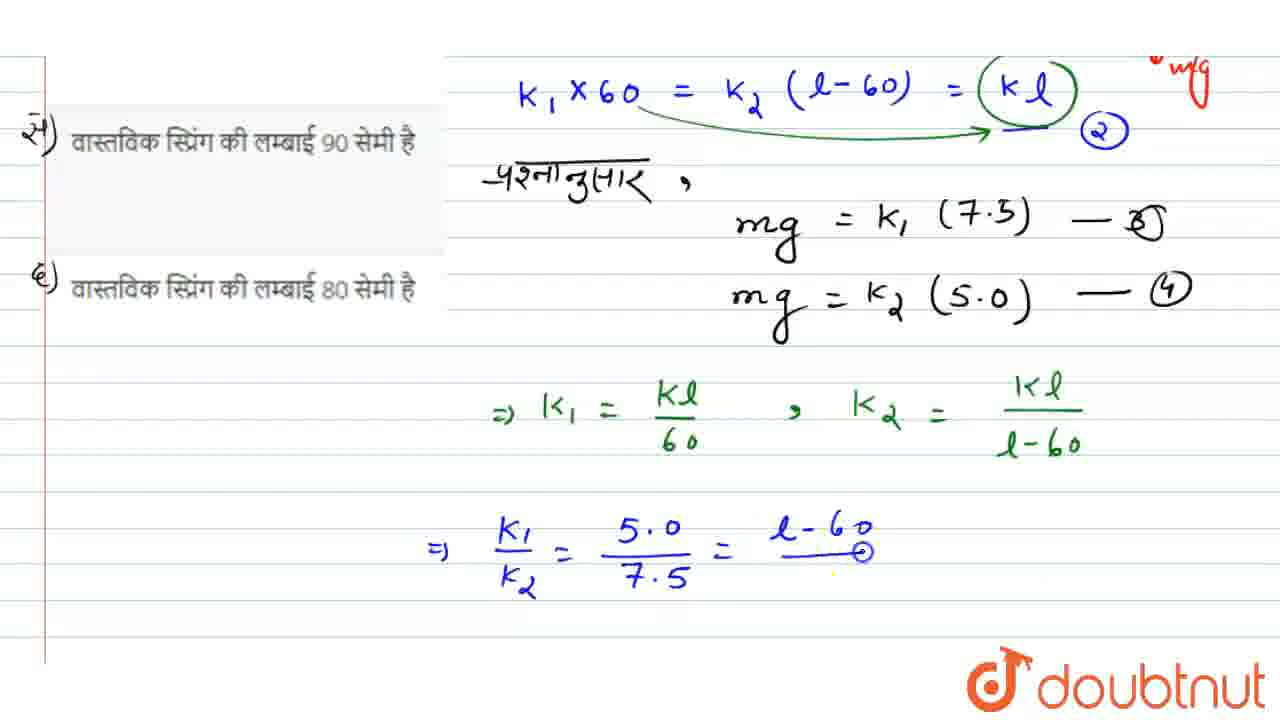 mg
K₁ × 60 = K₂ (l - 60) = Kl — ②
स) वास्तविक स्प्रिंग की लम्बाई 90 सेमी है
प्रश्नानुसार,
mg = K₁ (7.5) — ③
द) वास्तविक स्प्रिंग की लम्बाई 80 सेमी है
mg = K₂ (5.0) — ④
⇒ K₁ = Kl/60 , K₂ = Kl/l-60
⇒ K₁/K₂ = 5.0/7.5 = l-60/
doubtnut